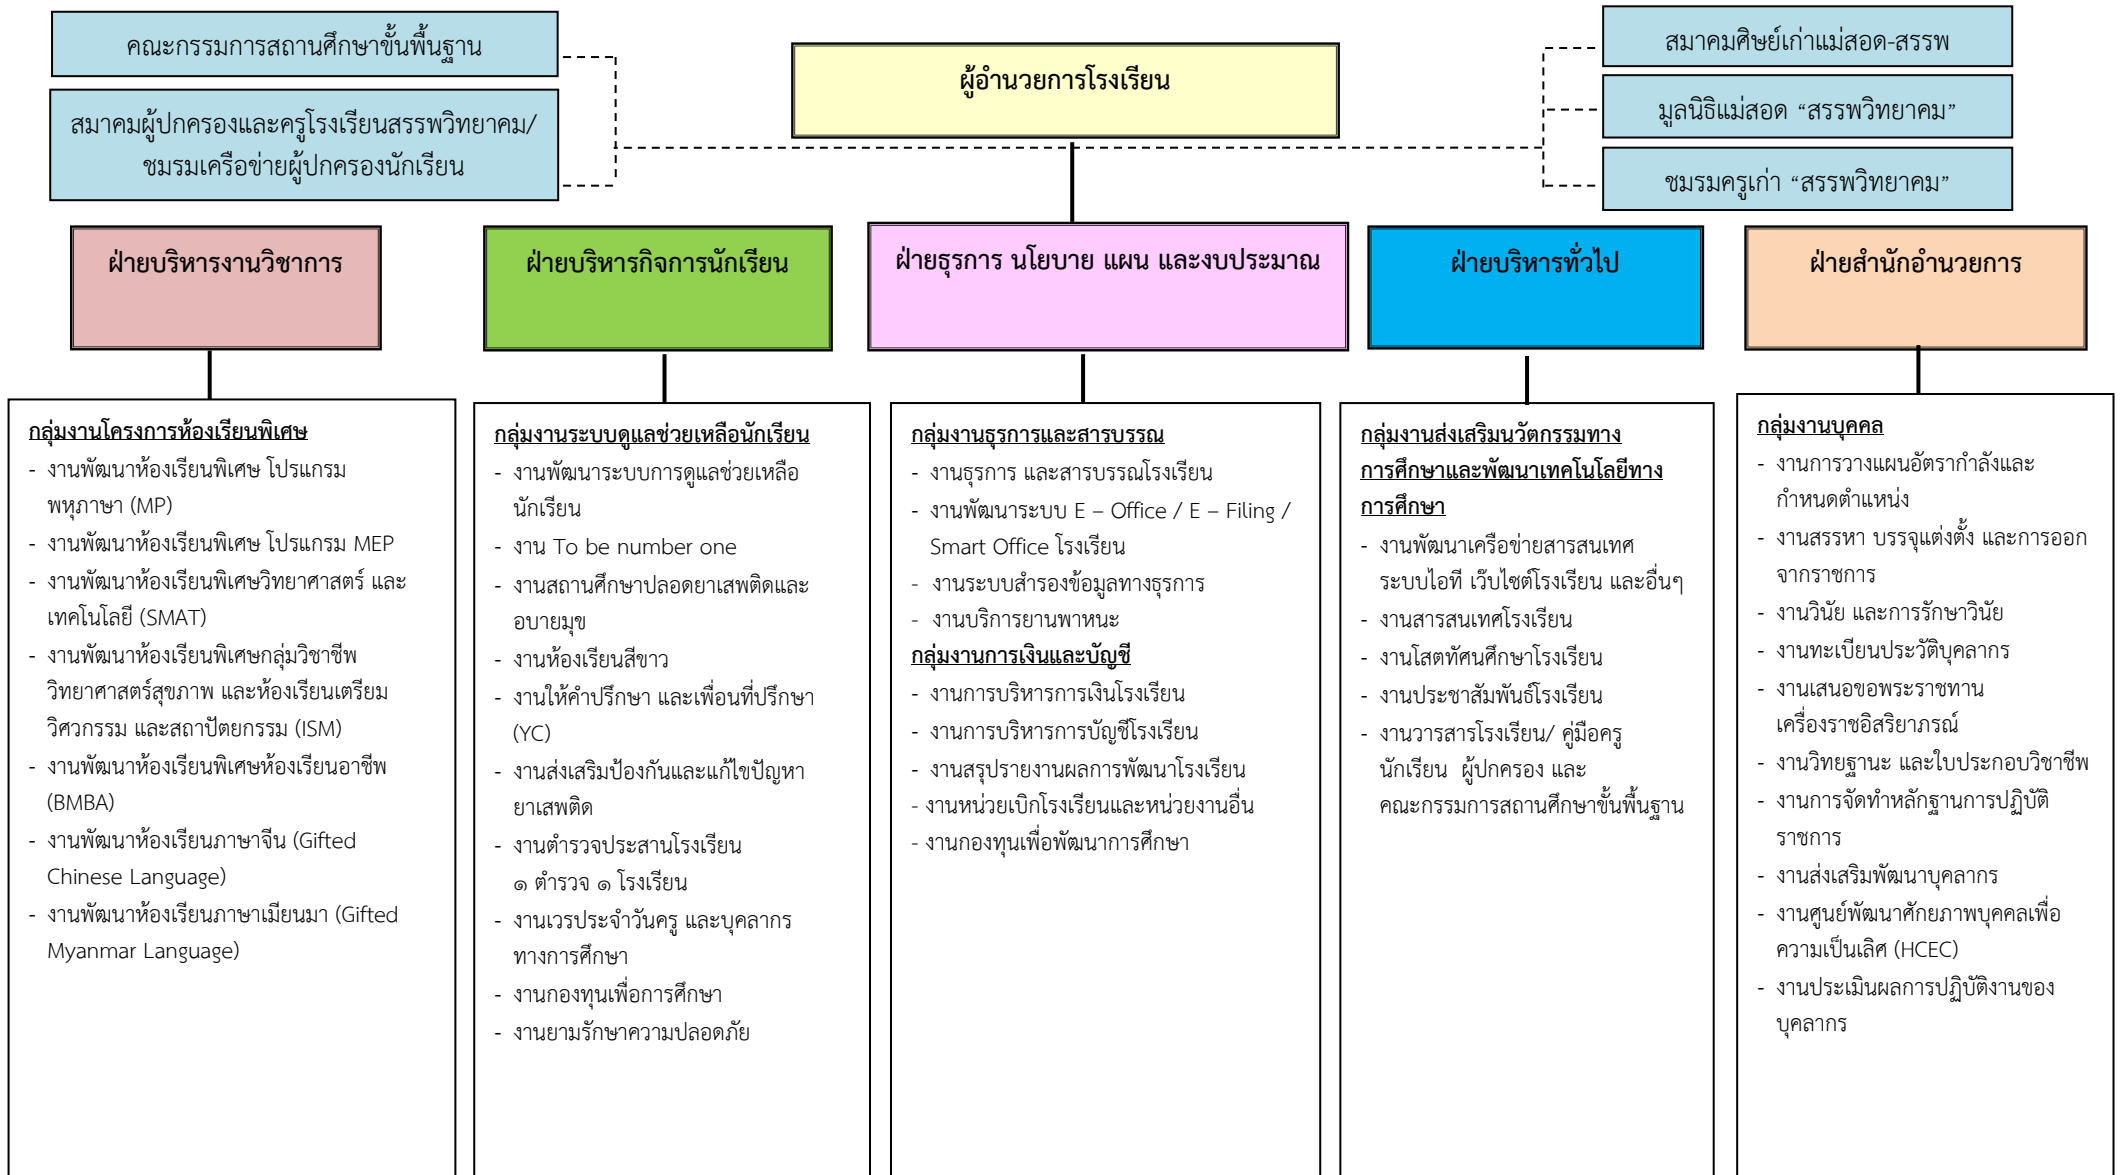 คณะกรรมการสถานศึกษาขั้นพื้นฐาน
สมาคมผู้ปกครองและครูโรงเรียนสรรพวิทยาคม/
ชมรมเครือข่ายผู้ปกครองนักเรียน
ผู้อำนวยการโรงเรียน
สมาคมศิษย์เก่าแม่สอด-สรรพ
มูลนิธิแม่สอด “สรรพวิทยาคม”
ชมรมครูเก่า “สรรพวิทยาคม”
ฝ่ายบริหารงานวิชาการ
ฝ่ายบริหารกิจการนักเรียน
ฝ่ายธุรการ นโยบาย แผน และงบประมาณ
ฝ่ายบริหารทั่วไป
ฝ่ายสำนักอำนวยการ
กลุ่มงานโครงการห้องเรียนพิเศษ
- งานพัฒนาห้องเรียนพิเศษ โปรแกรม
พหุภาษา (MP)
- งานพัฒนาห้องเรียนพิเศษ โปรแกรม MEP
- งานพัฒนาห้องเรียนพิเศษวิทยาศาสตร์ และ
เทคโนโลยี (SMAT)
- งานพัฒนาห้องเรียนพิเศษกลุ่มวิชาชีพ
วิทยาศาสตร์สุขภาพ และห้องเรียนเตรียม
วิศวกรรม และสถาปัตยกรรม (ISM)
- งานพัฒนาห้องเรียนพิเศษห้องเรียนอาชีพ
(BMBA)
- งานพัฒนาห้องเรียนภาษาจีน (Gifted
Chinese Language)
- งานพัฒนาห้องเรียนภาษาเมียนมา (Gifted
Myanmar Language)
กลุ่มงานระบบดูแลช่วยเหลือนักเรียน
- งานพัฒนาระบบการดูแลช่วยเหลือ
นักเรียน
- งาน To be number one
- งานสถานศึกษาปลอดยาเสพติดและ
อบายมุข
- งานห้องเรียนสีขาว
- งานให้คำปรึกษา และเพื่อนที่ปรึกษา
(YC)
- งานส่งเสริมป้องกันและแก้ไขปัญหา
ยาเสพติด
- งานตำรวจประสานโรงเรียน
๑ ตำรวจ ๑ โรงเรียน
- งานเวรประจำวันครู และบุคลากร
ทางการศึกษา
- งานกองทุนเพื่อการศึกษา
- งานยามรักษาความปลอดภัย
กลุ่มงานธุรการและสารบรรณ
- งานธุรการ และสารบรรณโรงเรียน
- งานพัฒนาระบบ E – Office / E – Filing /
Smart Office โรงเรียน
- งานระบบสำรองข้อมูลทางธุรการ
- งานบริการยานพาหนะ
กลุ่มงานการเงินและบัญชี
- งานการบริหารการเงินโรงเรียน
- งานการบริหารการบัญชีโรงเรียน
- งานสรุปรายงานผลการพัฒนาโรงเรียน
- งานหน่วยเบิกโรงเรียนและหน่วยงานอื่น
- งานกองทุนเพื่อพัฒนาการศึกษา
กลุ่มงานส่งเสริมนวัตกรรมทาง
การศึกษาและพัฒนาเทคโนโลยีทาง
การศึกษา
- งานพัฒนาเครือข่ายสารสนเทศ
ระบบไอที เว็บไซต์โรงเรียน และอื่นๆ
- งานสารสนเทศโรงเรียน
- งานโสตทัศนศึกษาโรงเรียน
- งานประชาสัมพันธ์โรงเรียน
- งานวารสารโรงเรียน/ คู่มือครู
นักเรียน ผู้ปกครอง และ
คณะกรรมการสถานศึกษาขั้นพื้นฐาน
กลุ่มงานบุคคล
- งานการวางแผนอัตรากำลังและ
กำหนดตำแหน่ง
- งานสรรหา บรรจุแต่งตั้ง และการออก
จากราชการ
- งานวินัย และการรักษาวินัย
- งานทะเบียนประวัติบุคลากร
- งานเสนอขอพระราชทาน
เครื่องราชอิสริยาภรณ์
- งานวิทยฐานะ และใบประกอบวิชาชีพ
- งานการจัดทำหลักฐานการปฏิบัติ
ราชการ
- งานส่งเสริมพัฒนาบุคลากร
- งานศูนย์พัฒนาศักยภาพบุคคลเพื่อ
ความเป็นเลิศ (HCEC)
- งานประเมินผลการปฏิบัติงานของ
บุคลากร